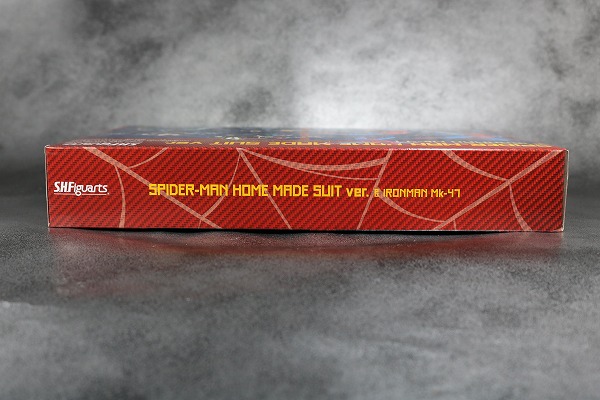 S.H.Figuarts
SPIDER-MAN HOME MADE SUIT ver. & IRONMAN Mk-47